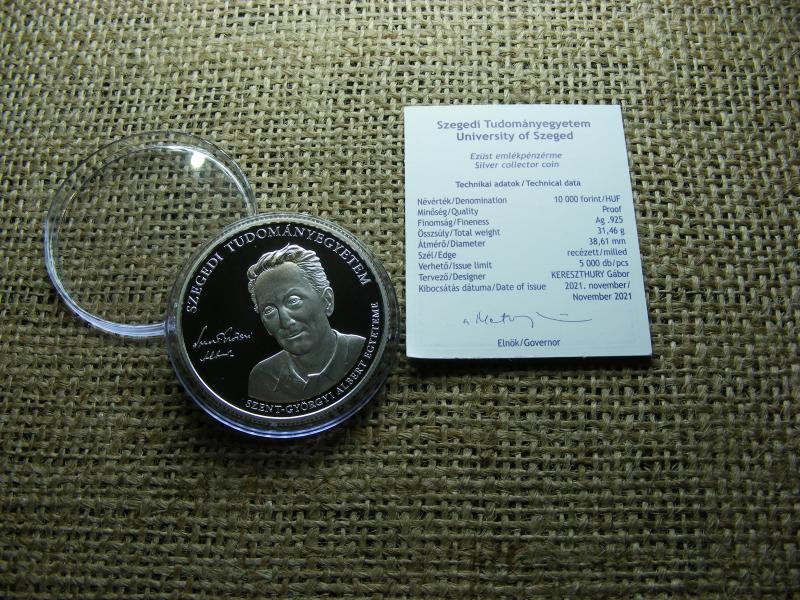 SZEGEDI TUDOMÁNYEGYETEM
SZENT-GYÖRGYI ALBERT EGYETEME
Szegedi Tudományegyetem
University of Szeged
Ezüst emlékpénzérme
Silver collector coin
Technikai adatok/Technical data
Névérték/Denomination 10 000 forint/HUF
Minőség/Quality Proof
Finomság/Fineness Ag .925
Összsúly/Total weight 31,46 g
Átmérő/Diameter 38,61 mm
Szél/Edge recézett/milled
Verhető/Issue limit 5 000 db/pcs
Tervező/Designer KERESZTHURY Gábor
Kibocsátás dátuma/Date of issue 2021. november/
November 2021
Elnök/Governor